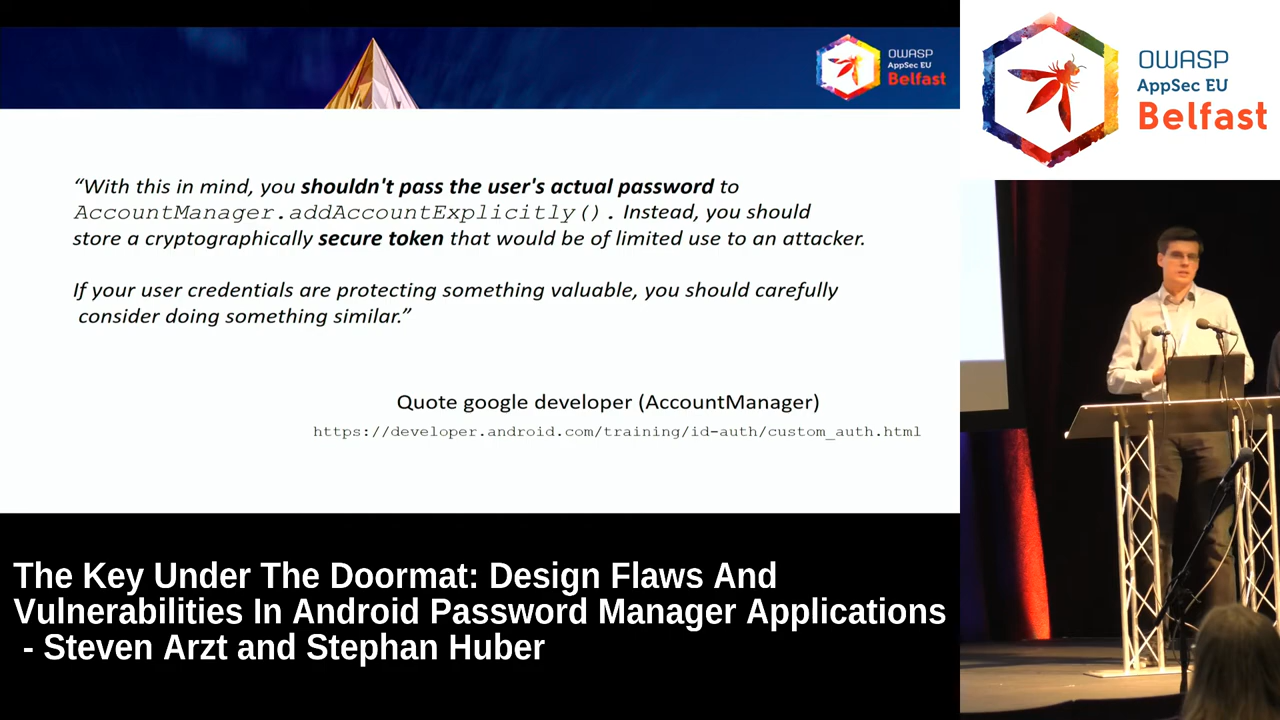 OWASP
AppSec EU
Belfast
OWASP
AppSec EU
Belfast
“With this in mind, you shouldn't pass the user's actual password to
AccountManager.addAccountExplicitly(). Instead, you should
store a cryptographically secure token that would be of limited use to an attacker.
If your user credentials are protecting something valuable, you should carefully
consider doing something similar.”
Quote google developer (AccountManager)
https://developer.android.com/training/id-auth/custom_auth.html
The Key Under The Doormat: Design Flaws And
Vulnerabilities In Android Password Manager Applications
- Steven Arzt and Stephan Huber